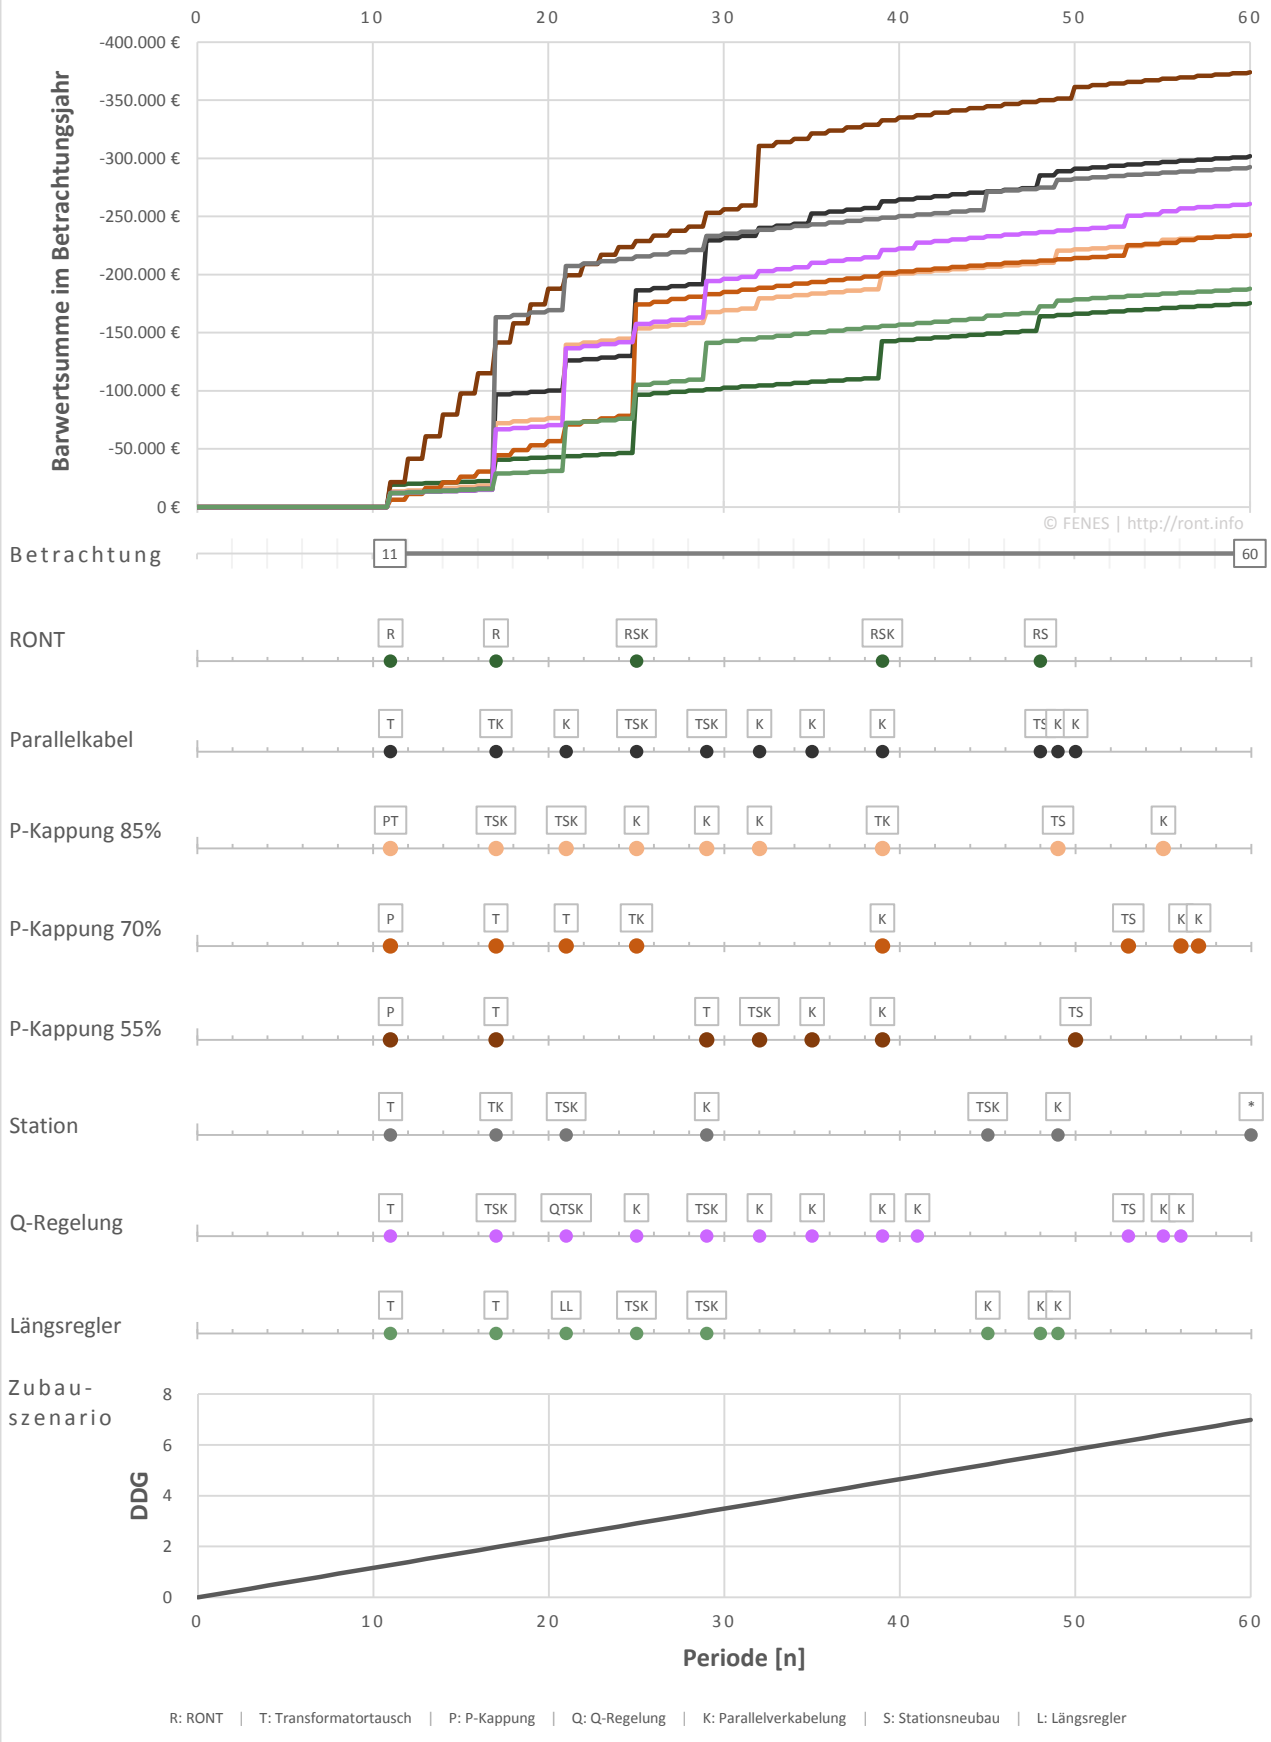 0 10 20 30 40 50 60
-400.000 €
-350.000 €
-300.000 €
-250.000 €
-200.000 €
-150.000 €
-100.000 €
-50.000 €
0 €
Barwertsumme im Betrachtungsjahr
© FENES | http://ront.info
Betrachtung 11 60
RONT R R RSK RSK RS
Parallelkabel T TK K TSK TSK K K K TS K K
P-Kappung 85% PT TSK TSK K K K TK TS K
P-Kappung 70% P T T TK K TS K K
P-Kappung 55% P T T TSK K K TS
Station T TK TSK K TSK K *
Q-Regelung T TSK QTSK K TSK K K K K TS K K
Längsregler T T LL TSK TSK K K K
Zubau-
szenario
8
6
4
2
0
DDG
0 10 20 30 40 50 60
Periode [n]
R: RONT | T: Transformatortausch | P: P-Kappung | Q: Q-Regelung | K: Parallelverkabelung | S: Stationsneubau | L: Längsregler